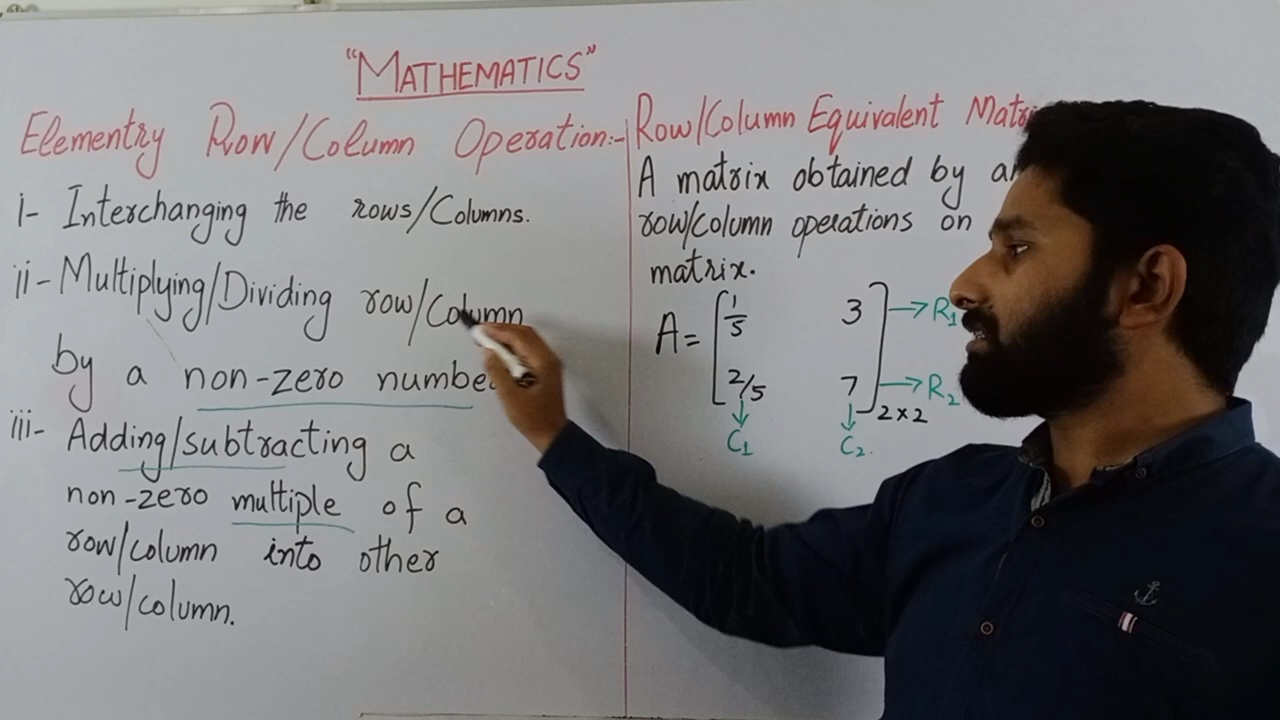 "MATHEMATICS"
Elementry Row/Column Operation:-
i- Interchanging the rows/Columns.
ii- Multiplying/Dividing row/Column
by a non-zero number
iii- Adding/subtracting a
non-zero multiple of a
row/column into other
row/column.
Row/Column Equivalent
A matrix obtained by
row/column operations on
matrix.
A = [ 1/5 3 ] → R1
[ 2/5 7 ] 2×2 → R2
↓ ↓
C1 C2.